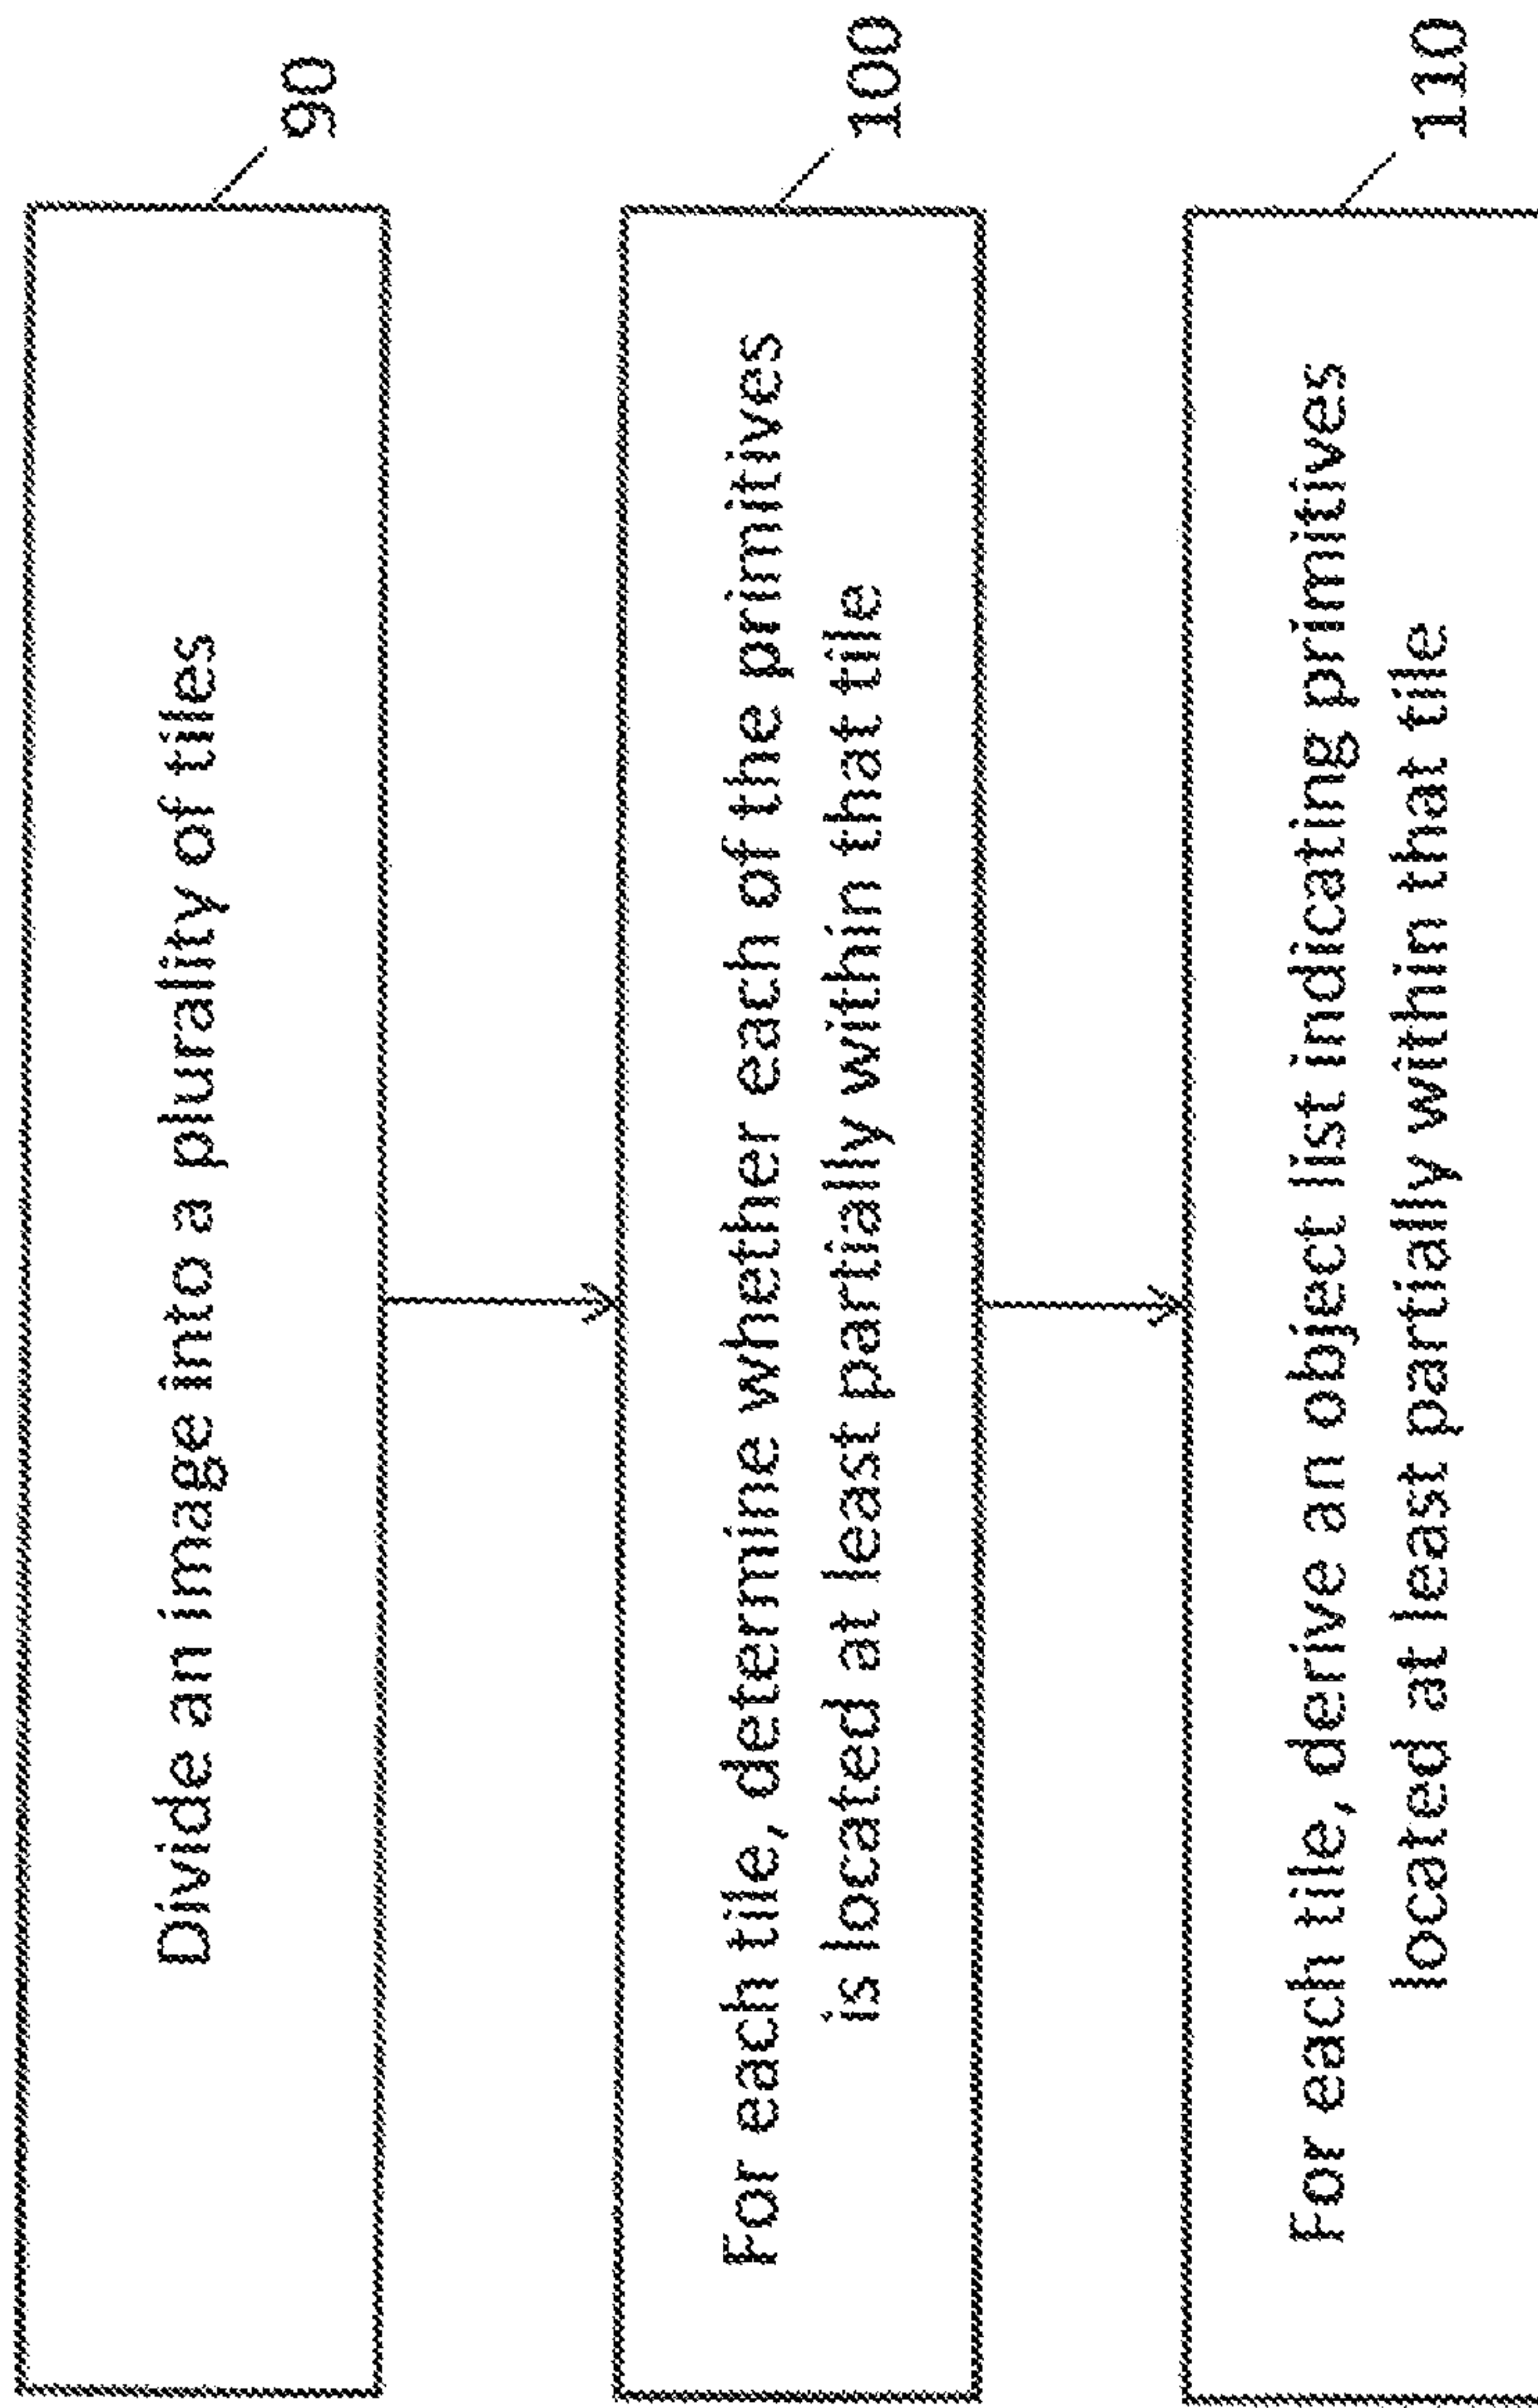 Divide an image into a plurality of tiles
90
For each tile, determine whether each of the primitives
is located at least partially within that tile
100
For each tile, derive an object list indicating primitives
located at least partially within that tile
110